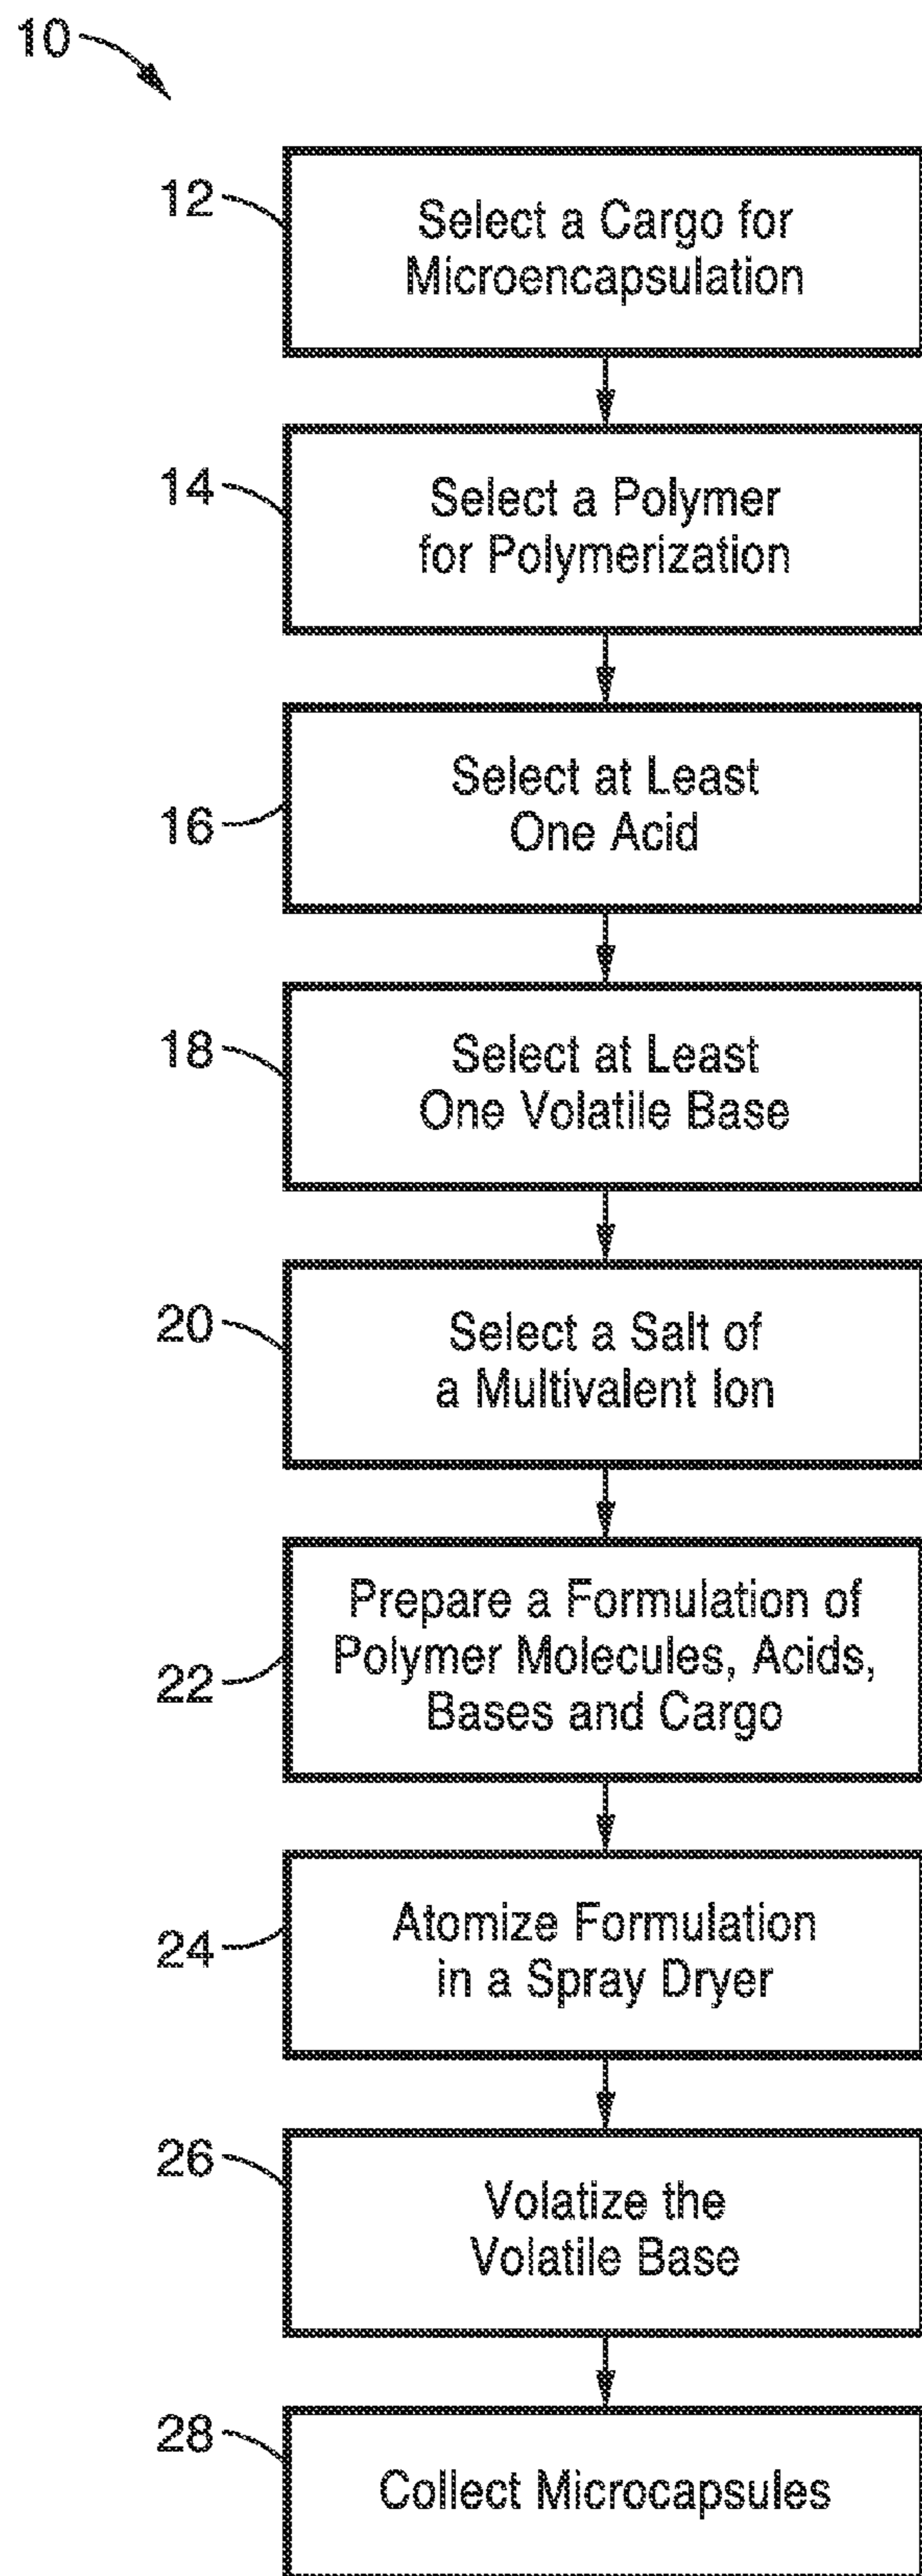 10
12
Select a Cargo for
Microencapsulation
14
Select a Polymer
for Polymerization
16
Select at Least
One Acid
18
Select at Least
One Volatile Base
20
Select a Salt of
a Multivalent Ion
22
Prepare a Formulation of
Polymer Molecules, Acids,
Bases and Cargo
24
Atomize Formulation
in a Spray Dryer
26
Volatize the
Volatile Base
28
Collect Microcapsules